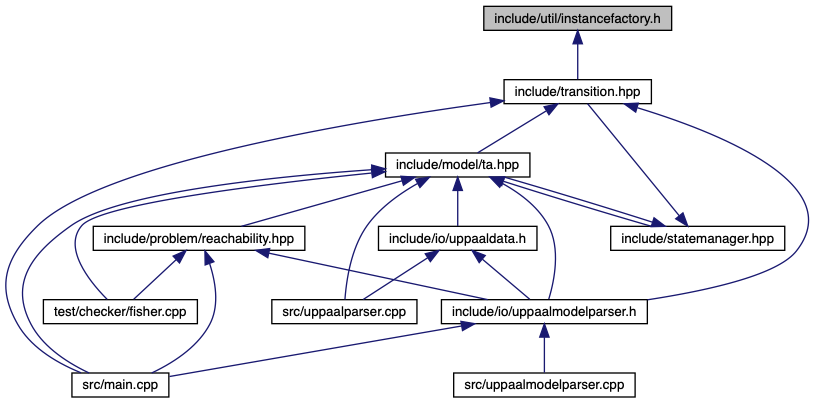 include/util/instancefactory.h
include/transition.hpp
include/model/ta.hpp
include/problem/reachability.hpp
include/io/uppaaldata.h
include/statemanager.hpp
test/checker/fisher.cpp
src/uppaalparser.cpp
include/io/uppaalmodelparser.h
src/main.cpp
src/uppaalmodelparser.cpp